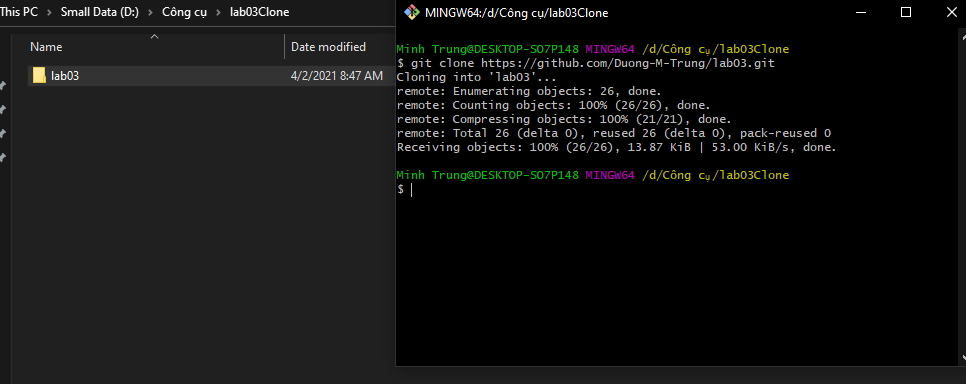 This PC > Small Data (D:) > Công cụ > lab03Clone
Name
Date modified
lab03
4/2/2021 8:47 AM
MINGW64:/d/Công cụ/lab03Clone
Minh Trung@DESKTOP-SO7P148 MINGW64 /d/Công cụ/lab03Clone
$ git clone https://github.com/Duong-M-Trung/lab03.git
Cloning into 'lab03'...
remote: Enumerating objects: 26, done.
remote: Counting objects: 100% (26/26), done.
remote: Compressing objects: 100% (21/21), done.
remote: Total 26 (delta 0), reused 26 (delta 0), pack-reused 0
Receiving objects: 100% (26/26), 13.87 KiB | 53.00 KiB/s, done.
Minh Trung@DESKTOP-SO7P148 MINGW64 /d/Công cụ/lab03Clone
$